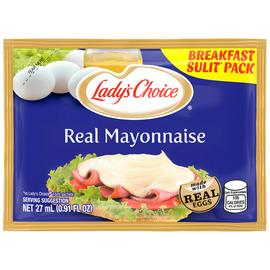 BREAKFAST
SULIT PACK
Lady's Choice
Real Mayonnaise
made with
REAL
EGGS
SERVING SUGGESTION
NET 27 mL (0.91 FL OZ)
CALORIES